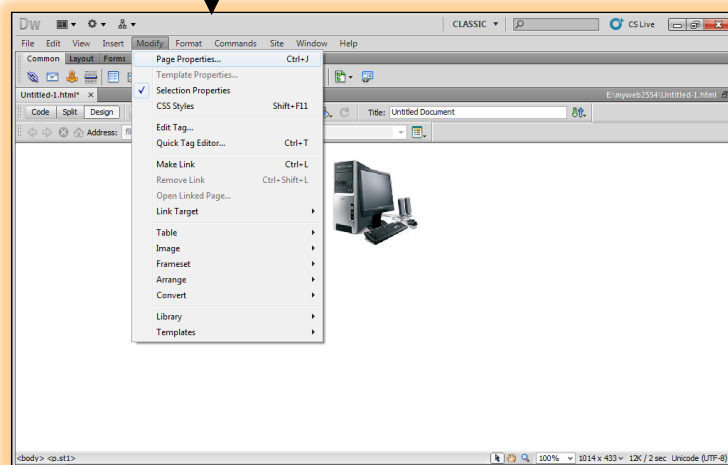 Dw CLASSIC CS Live
File Edit View Insert Modify Format Commands Site Window Help
Common Layout Forms
Page Properties... Ctrl+J
Template Properties...
Selection Properties
CSS Styles Shift+F11
Edit Tag...
Quick Tag Editor... Ctrl+T
Make Link Ctrl+L
Remove Link Ctrl+Shift+L
Open Linked Page...
Link Target
Table
Image
Frameset
Arrange
Convert
Library
Templates
Untitled-1.html* × E:\myweb2554\Untitled-1.html
Code Split Design Title: Untitled Document
Address:
<body> <p.st1> 100% 1014 x 433 12K / 2 sec Unicode (UTF-8)